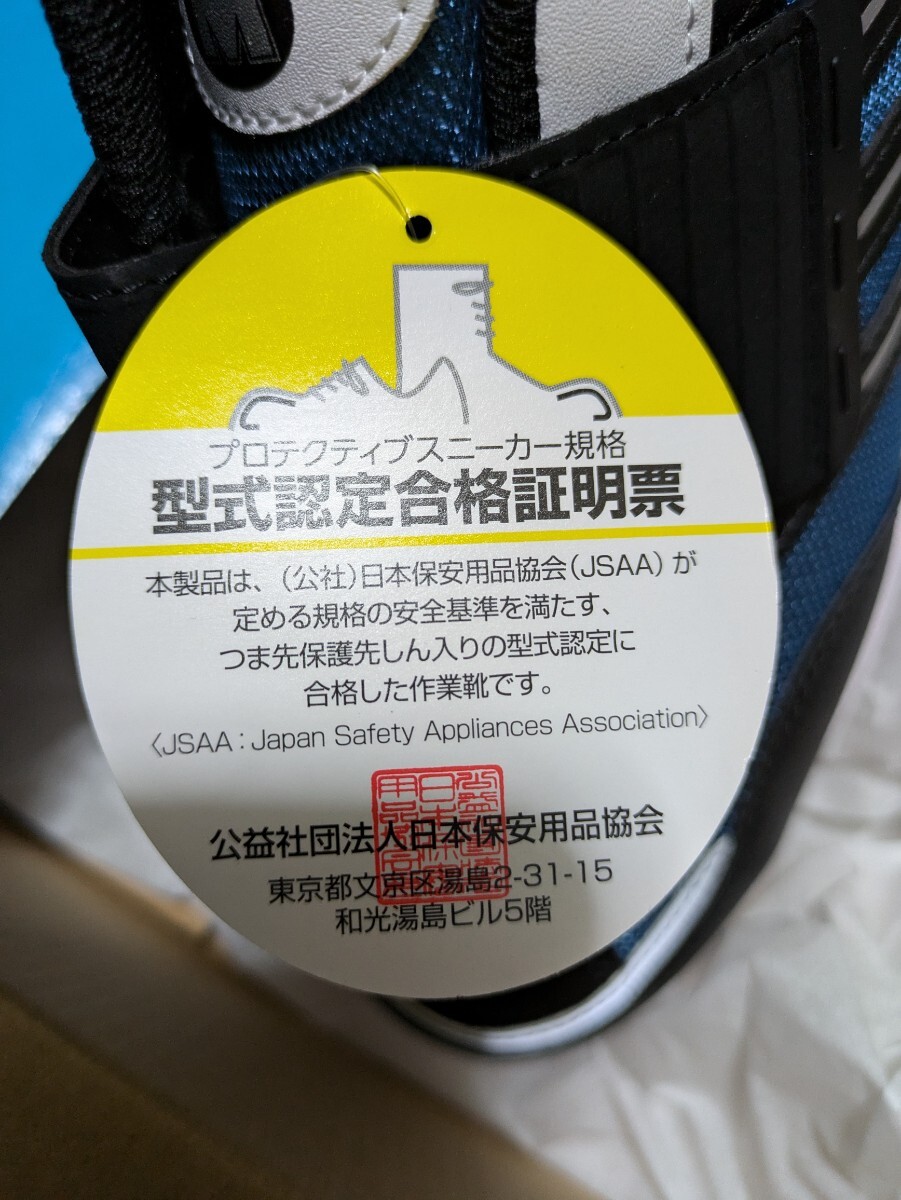 M
プロテクティブスニーカー規格
型式認定合格証明票
本製品は、(公社)日本保安用品協会(JSAA)が
定める規格の安全基準を満たす、
つま先保護先しん入りの型式認定に
合格した作業靴です。
〈JSAA：Japan Safety Appliances Association〉
公益社団法人日本保安用品協会
東京都文京区湯島2-31-15
和光湯島ビル5階